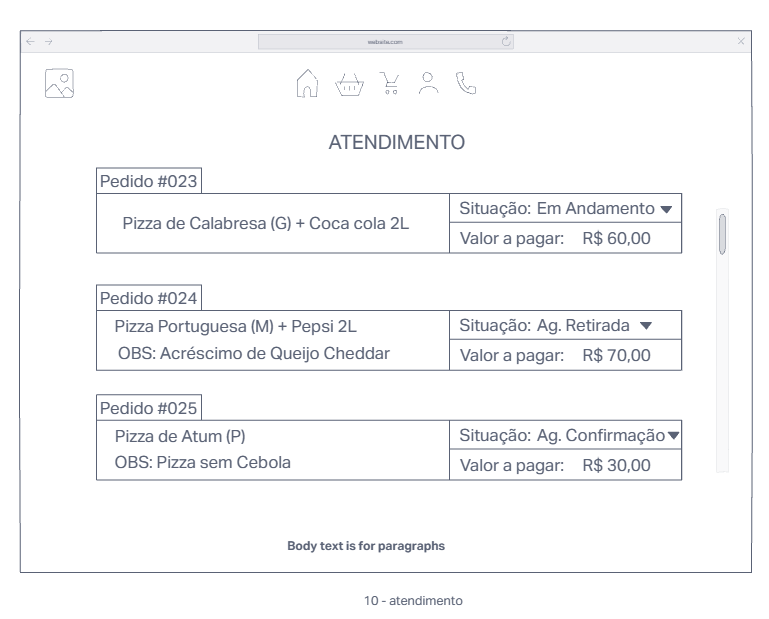 website.com
ATENDIMENTO
Pedido #023
Pizza de Calabresa (G) + Coca cola 2L
Situação: Em Andamento
Valor a pagar: R$ 60,00
Pedido #024
Pizza Portuguesa (M) + Pepsi 2L
OBS: Acréscimo de Queijo Cheddar
Situação: Ag. Retirada
Valor a pagar: R$ 70,00
Pedido #025
Pizza de Atum (P)
OBS: Pizza sem Cebola
Situação: Ag. Confirmação
Valor a pagar: R$ 30,00
Body text is for paragraphs
10 - atendimento